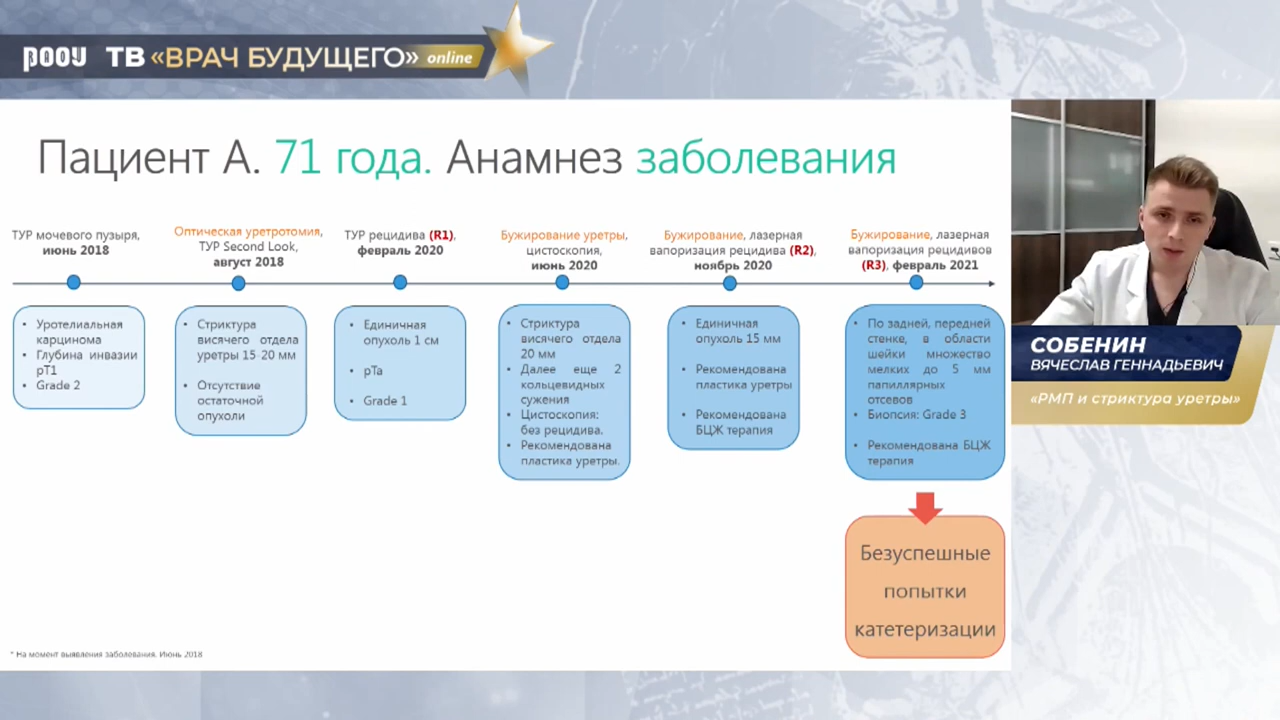 РООУ ТВ «ВРАЧ БУДУЩЕГО» online
Пациент А. 71 года. Анамнез заболевания
ТУР мочевого пузыря,
июнь 2018
Оптическая уретротомия,
ТУР Second Look,
август 2018
ТУР рецидива (R1),
февраль 2020
Бужирование уретры,
цистоскопия,
июнь 2020
Бужирование, лазерная
вапоризация рецидива (R2),
ноябрь 2020
Бужирование, лазерная
вапоризация рецидивов
(R3), февраль 2021
• Уротелиальная
карцинома
• Глубина инвазии
pT1
• Grade 2
• Стриктура
висячего отдела
уретры 15-20 мм
• Отсутствие
остаточной
опухоли
• Единичная
опухоль 1 см
• pTa
• Grade 1
• Стриктура
висячего отдела
20 мм
• Далее еще 2
кольцевидных
сужения
• Цистоскопия:
без рецидива.
• Рекомендована
пластика уретры.
• Единичная
опухоль 15 мм
• Рекомендована
пластика уретры
• Рекомендована
БЦЖ терапия
• По задней, передней
стенке, в области
шейки множество
мелких до 5 мм
папиллярных
отсевов
• Биопсия: Grade 3
• Рекомендована БЦЖ
терапия
Безуспешные
попытки
катетеризации
* На момент выявления заболевания. Июнь 2018
СОБЕНИН
ВЯЧЕСЛАВ ГЕННАДЬЕВИЧ
«РМП и стриктура уретры»